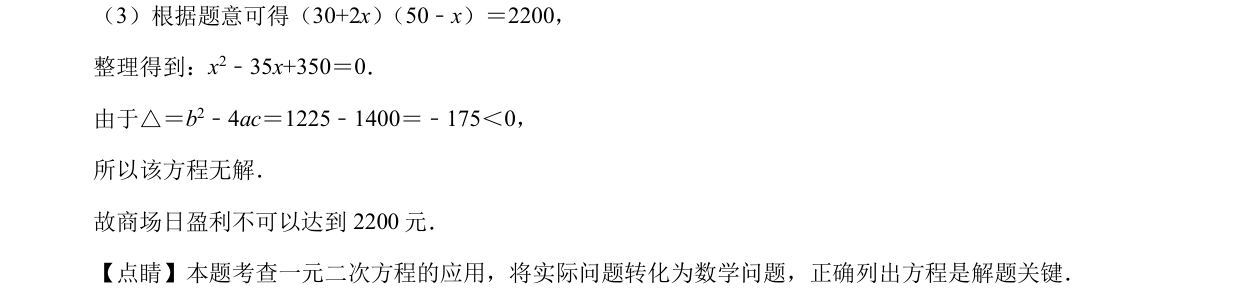 （3）根据题意可得（30+2x）（50﹣x）＝2200，
整理得到：x²﹣35x+350＝0．
由于△＝b²﹣4ac＝1225﹣1400＝﹣175＜0，
所以该方程无解．
故商场日盈利不可以达到 2200 元．
【点睛】本题考查一元二次方程的应用，将实际问题转化为数学问题，正确列出方程是解题关键．